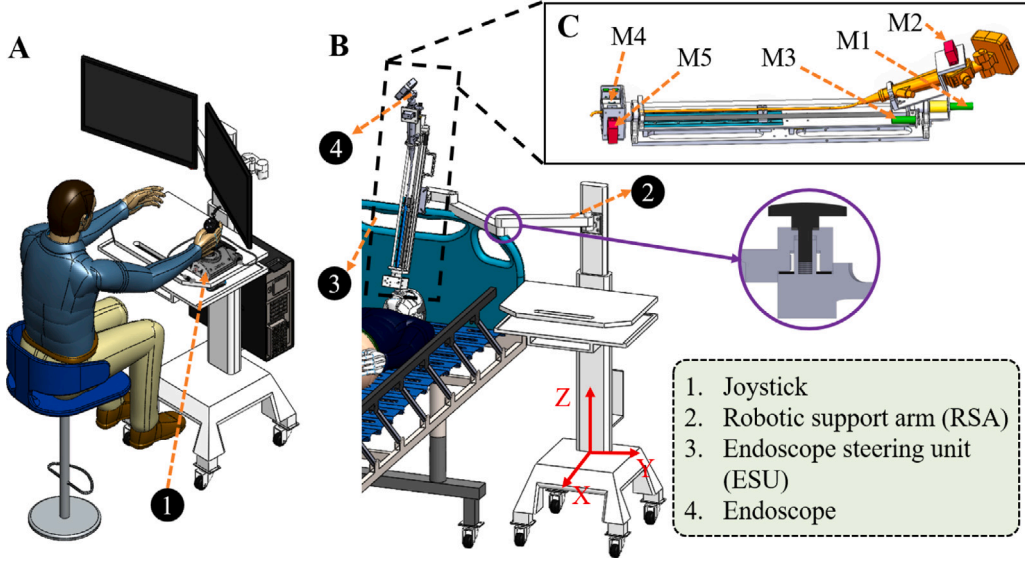 A
B
C
M4
M5
M3
M1
M2
4
2
3
Z
Y
X
1
1. Joystick
2. Robotic support arm (RSA)
3. Endoscope steering unit
(ESU)
4. Endoscope